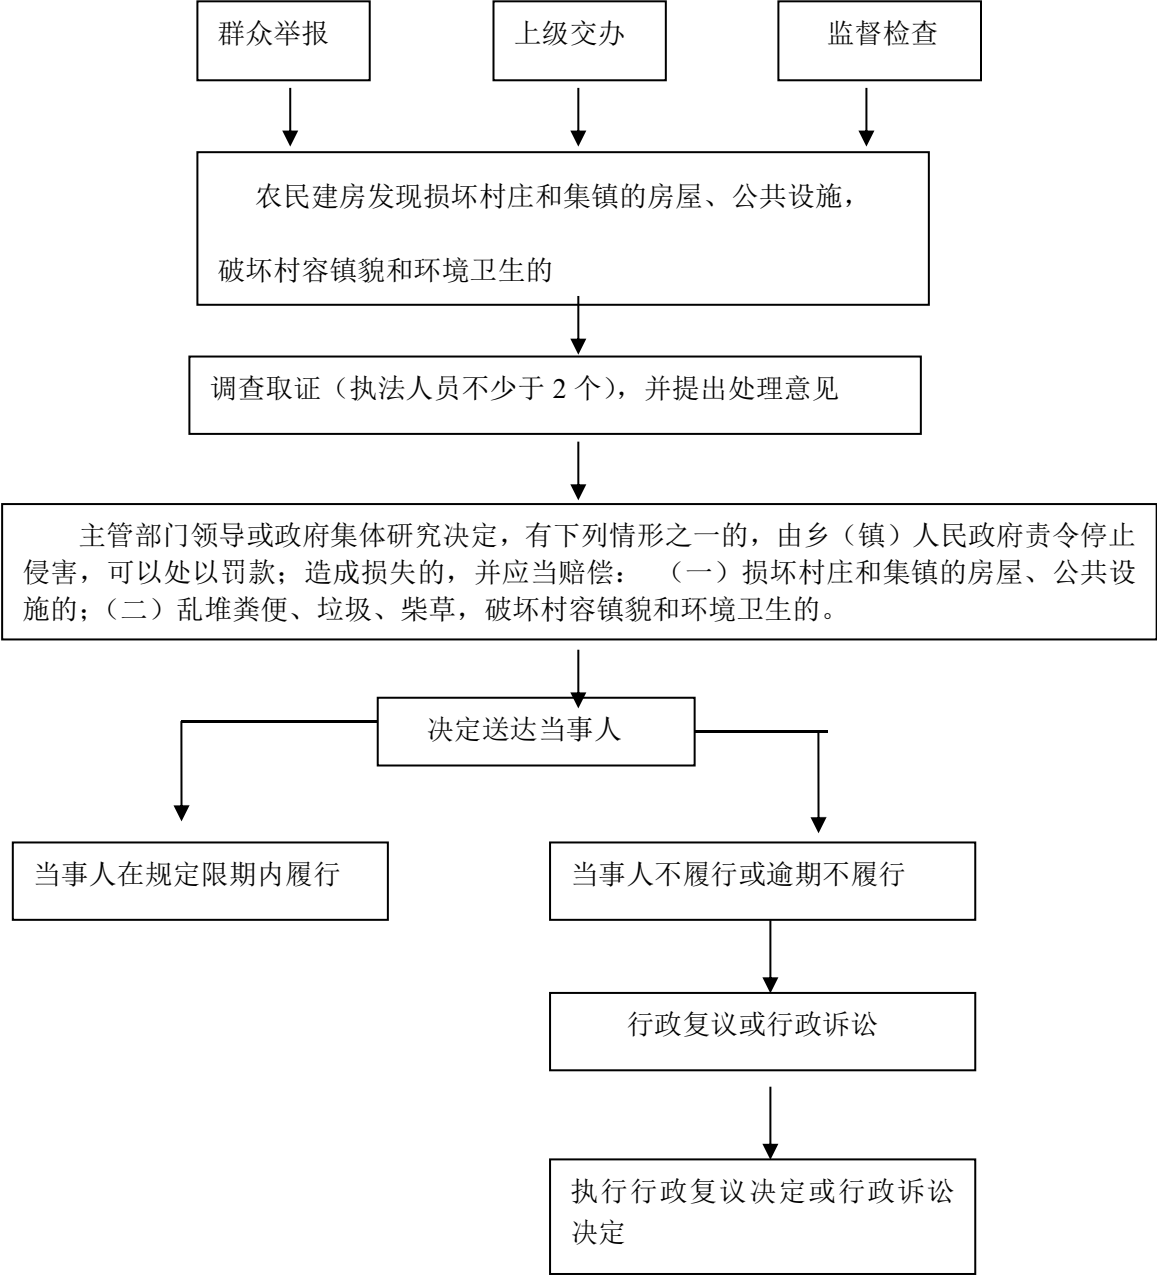 群众举报
上级交办
监督检查
农民建房发现损坏村庄和集镇的房屋、公共设施，
破坏村容镇貌和环境卫生的
调查取证（执法人员不少于 2 个），并提出处理意见
主管部门领导或政府集体研究决定，有下列情形之一的，由乡（镇）人民政府责令停止
侵害，可以处以罚款；造成损失的，并应当赔偿： （一）损坏村庄和集镇的房屋、公共设
施的；（二）乱堆粪便、垃圾、柴草，破坏村容镇貌和环境卫生的。
决定送达当事人
当事人在规定限期内履行
当事人不履行或逾期不履行
行政复议或行政诉讼
执行行政复议决定或行政诉讼
决定